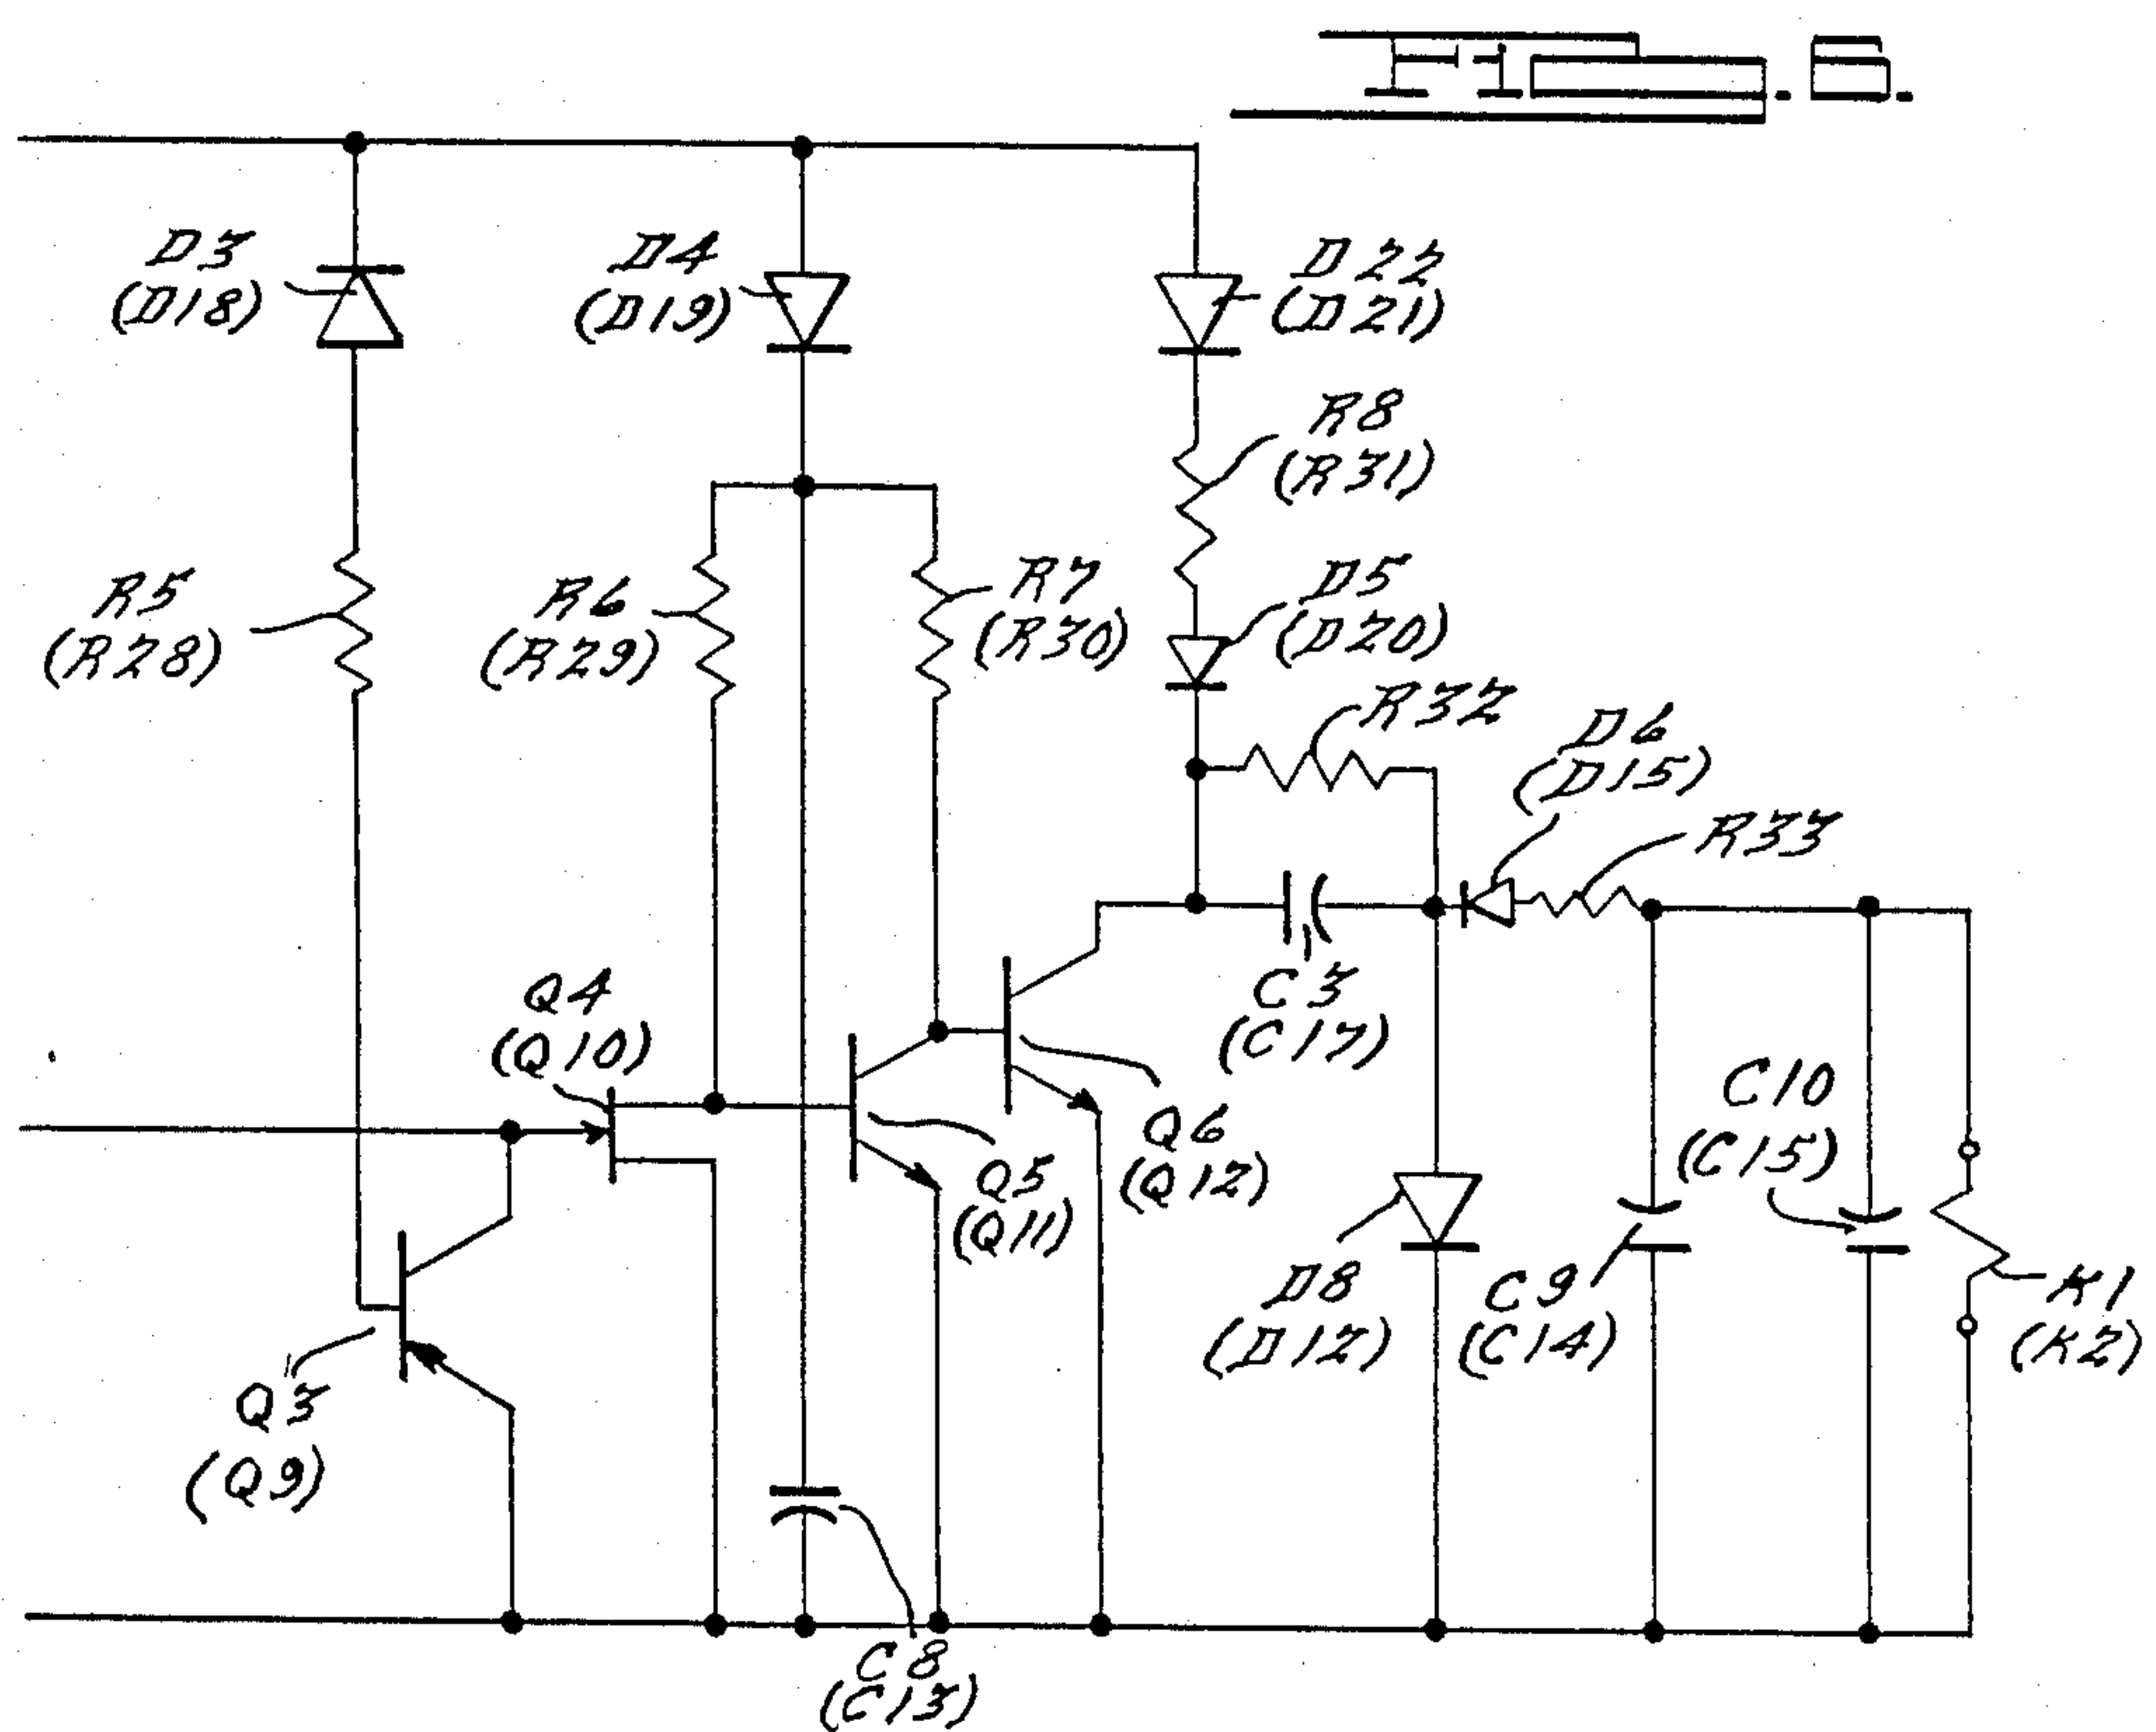 FIG. 6.
D3
(D18)
D4
(D19)
D22
(D21)
R8
(R31)
R5
(R28)
R6
(R29)
R7
(R30)
D5
(D20)
R32
D6
(D15)
R33
Q4
(Q10)
C3
(C17)
C10
(C15)
Q6
(Q12)
Q5
(Q11)
D8
(D12)
C9
(C14)
K1
(K2)
Q3
(Q9)
C8
(C13)